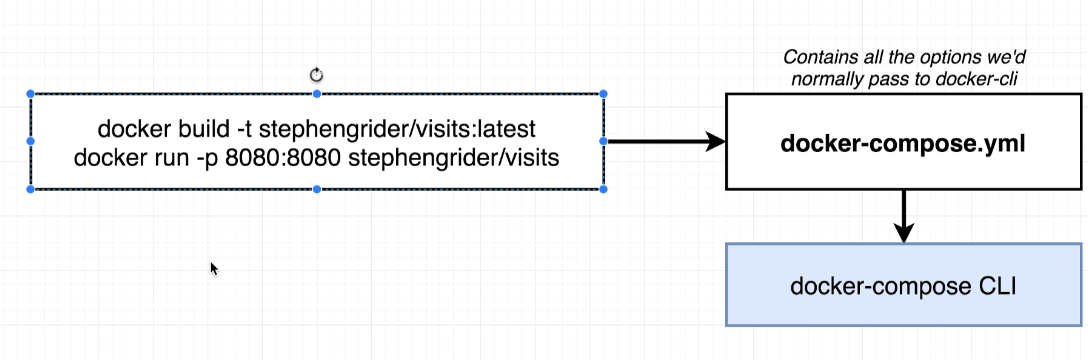 Contains all the options we'd
normally pass to docker-cli
docker build -t stephengrider/visits:latest
docker run -p 8080:8080 stephengrider/visits
docker-compose.yml
docker-compose CLI